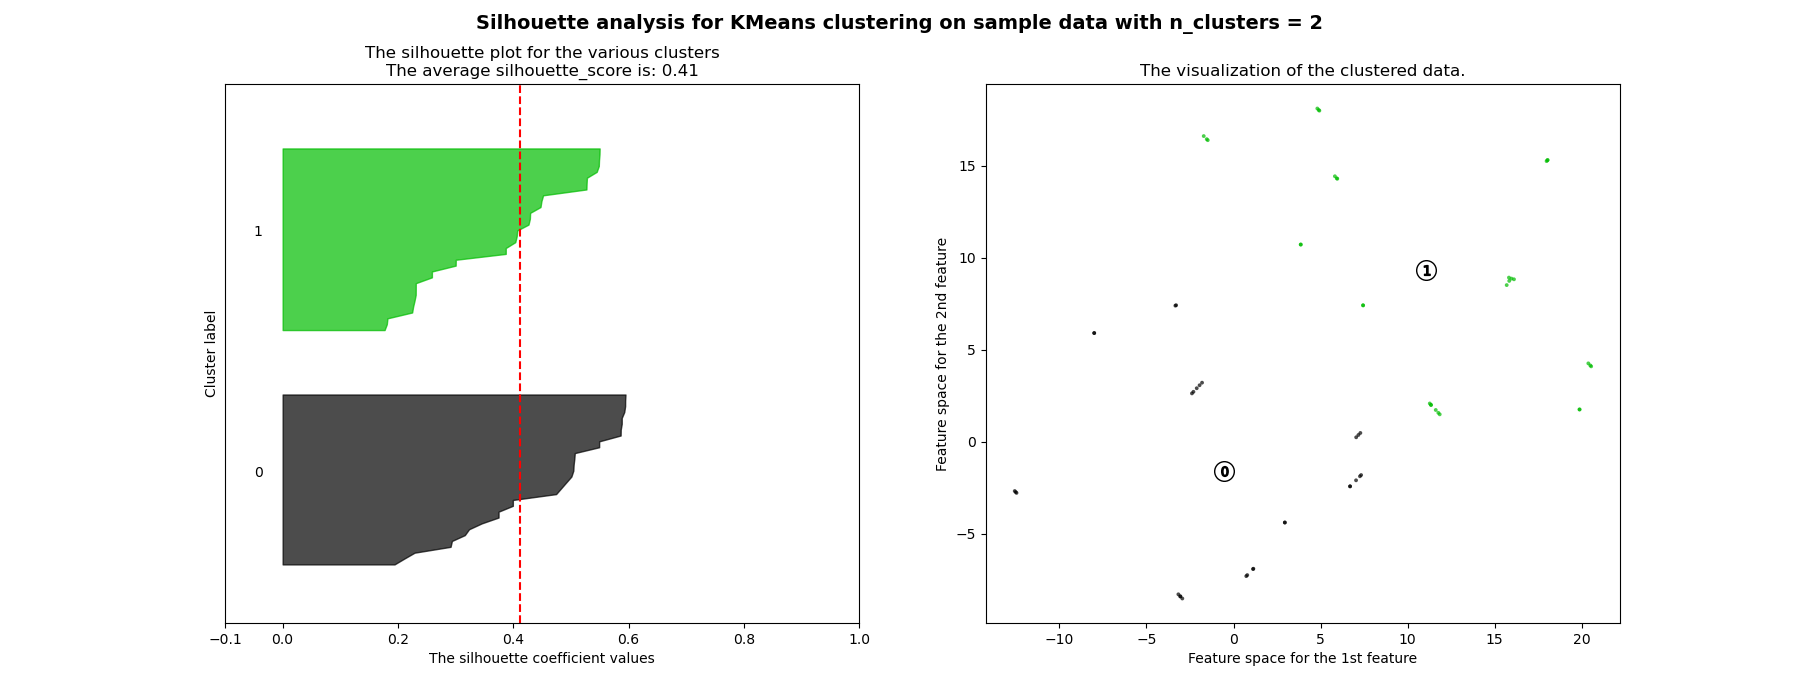 Silhouette analysis for KMeans clustering on sample data with n_clusters = 2
The silhouette plot for the various clusters
The average silhouette_score is: 0.41
1
0
Cluster label
−0.1 0.0 0.2 0.4 0.6 0.8 1.0
The silhouette coefficient values
The visualization of the clustered data.
15
10
5
0
−5
Feature space for the 2nd feature
1
0
−10 −5 0 5 10 15 20
Feature space for the 1st feature